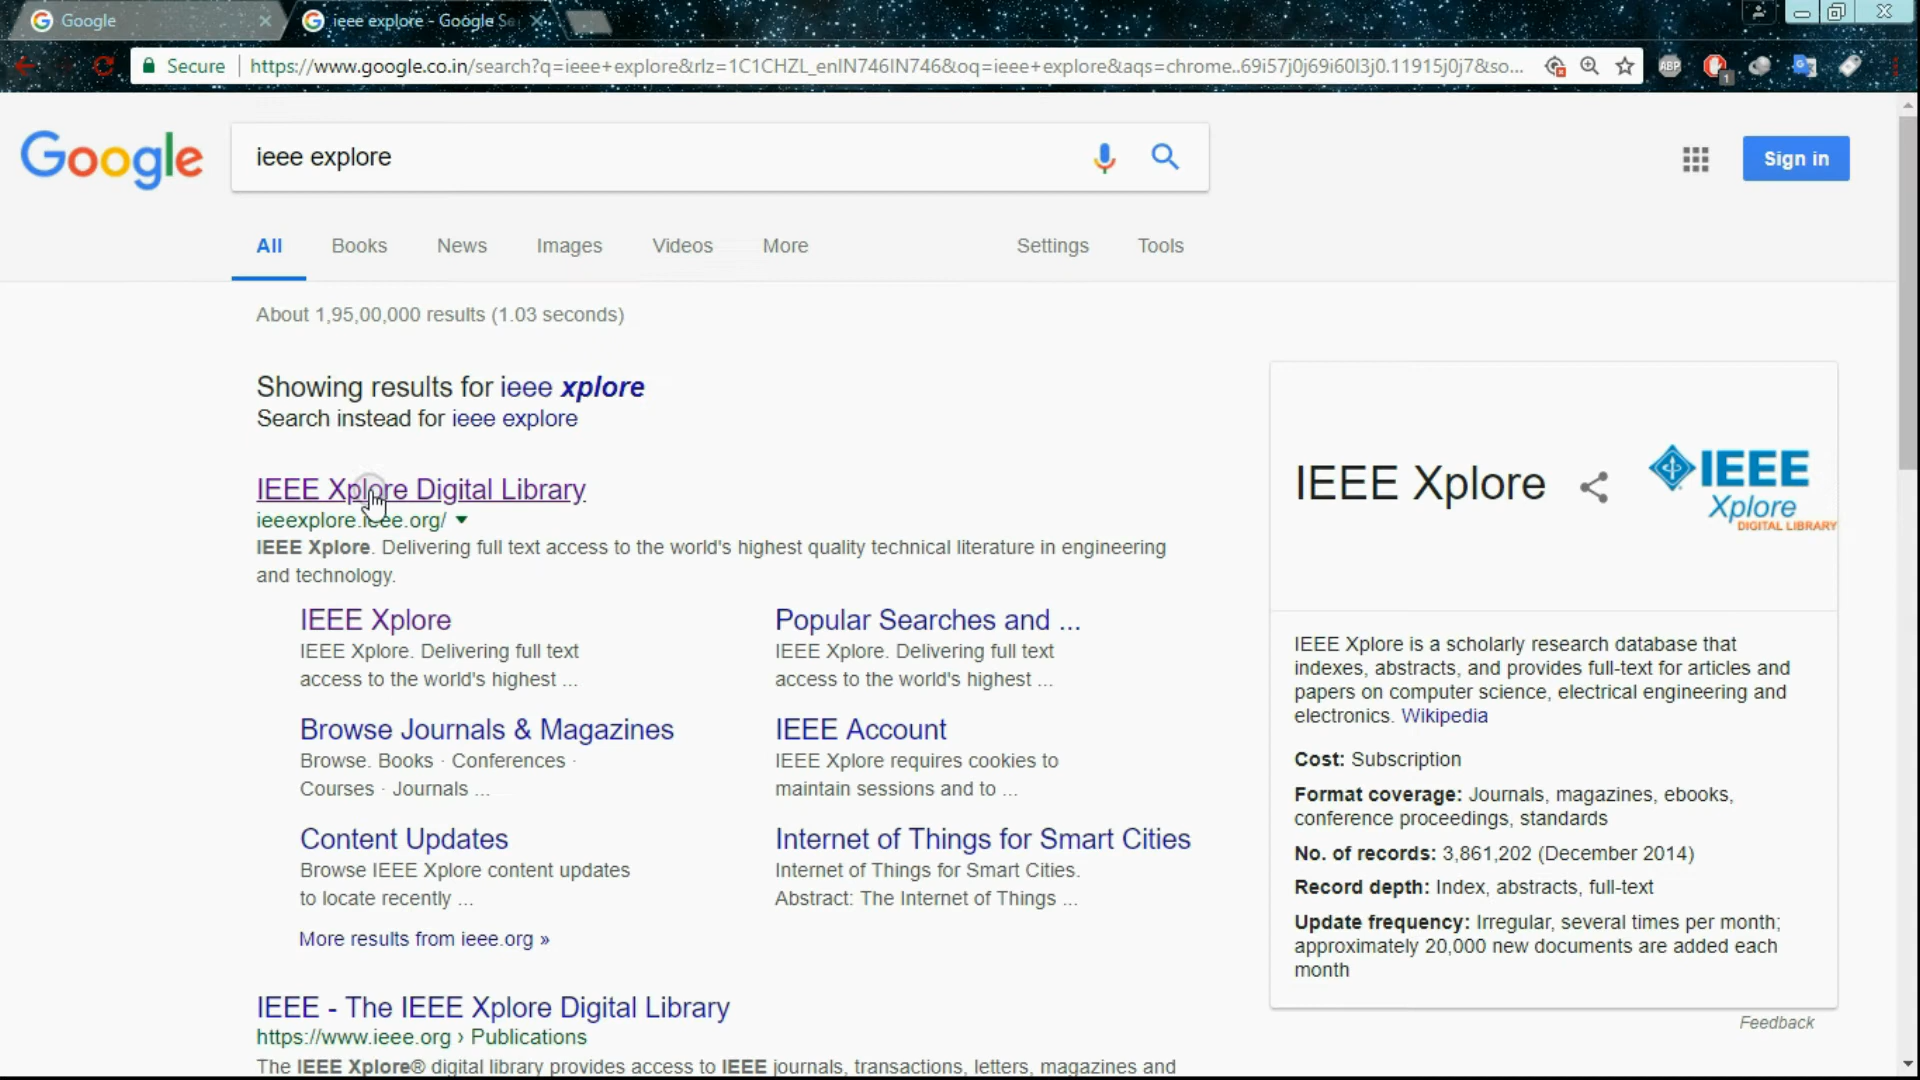 Google
ieee explore - Google Se
Secure
https://www.google.co.in/search?q=ieee+explore&rlz=1C1CHZL_enIN746IN746&oq=ieee+explore&aqs=chrome..69i57j0j69i60l3j0.11915j0j7&so...
ABP
1
Google
ieee explore
Sign in
All
Books
News
Images
Videos
More
Settings
Tools
About 1,95,00,000 results (1.03 seconds)
Showing results for ieee xplore
Search instead for ieee explore
IEEE Xplore Digital Library
ieeexplore.ieee.org/
IEEE Xplore. Delivering full text access to the world's highest quality technical literature in engineering
and technology.
IEEE Xplore
IEEE Xplore. Delivering full text
access to the world's highest ...
Popular Searches and ...
IEEE Xplore. Delivering full text
access to the world's highest ...
Browse Journals & Magazines
Browse. Books · Conferences ·
Courses · Journals ...
IEEE Account
IEEE Xplore requires cookies to
maintain sessions and to ...
Content Updates
Browse IEEE Xplore content updates
to locate recently ...
Internet of Things for Smart Cities
Internet of Things for Smart Cities.
Abstract: The Internet of Things ...
More results from ieee.org »
IEEE - The IEEE Xplore Digital Library
https://www.ieee.org › Publications
The IEEE Xplore® digital library provides access to IEEE journals, transactions, letters, magazines and
IEEE Xplore
IEEE
Xplore
DIGITAL LIBRARY
IEEE Xplore is a scholarly research database that
indexes, abstracts, and provides full-text for articles and
papers on computer science, electrical engineering and
electronics. Wikipedia
Cost: Subscription
Format coverage: Journals, magazines, ebooks,
conference proceedings, standards
No. of records: 3,861,202 (December 2014)
Record depth: Index, abstracts, full-text
Update frequency: Irregular, several times per month;
approximately 20,000 new documents are added each
month
Feedback